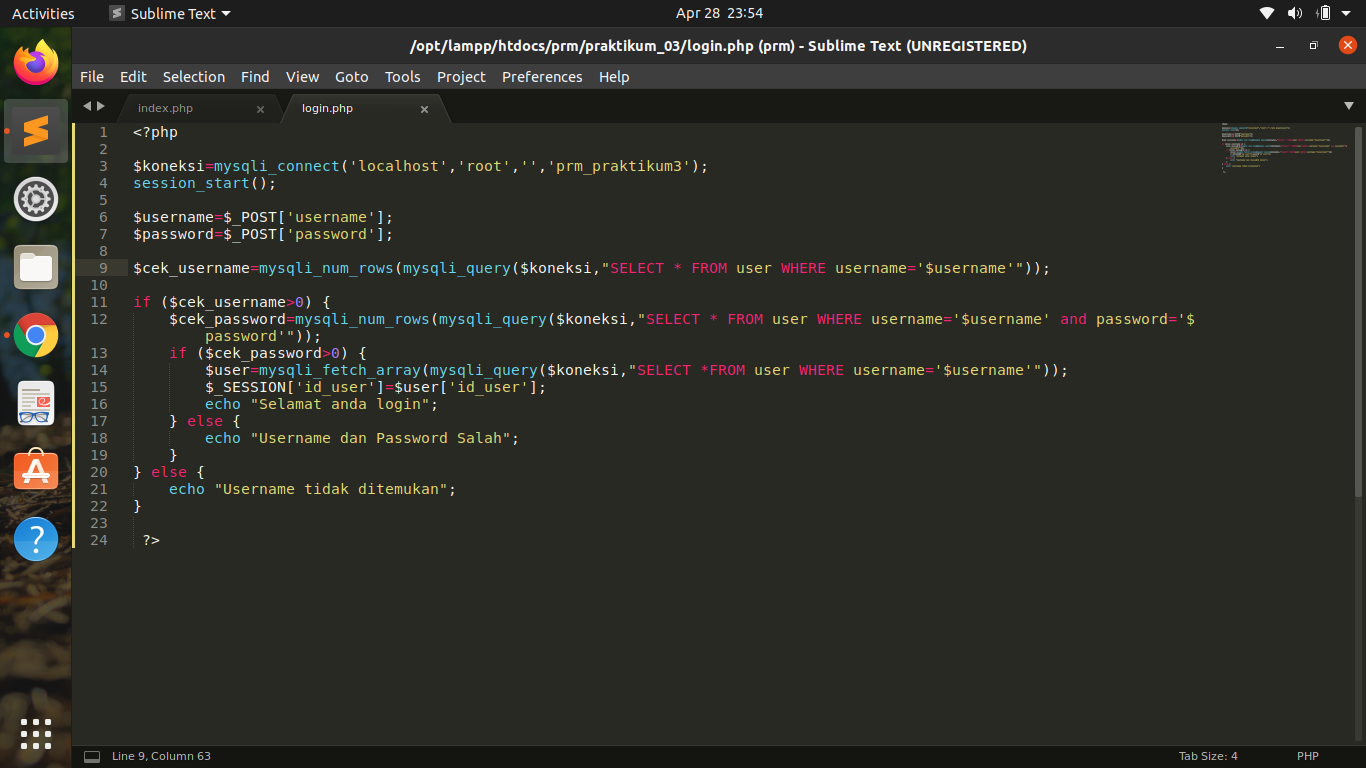 Activities Sublime Text Apr 28 23:54
/opt/lampp/htdocs/prm/praktikum_03/login.php (prm) - Sublime Text (UNREGISTERED)
File Edit Selection Find View Goto Tools Project Preferences Help
index.php × login.php ×
1 <?php
2
3 $koneksi=mysqli_connect('localhost','root','','prm_praktikum3');
4 session_start();
5
6 $username=$_POST['username'];
7 $password=$_POST['password'];
8
9 $cek_username=mysqli_num_rows(mysqli_query($koneksi,"SELECT * FROM user WHERE username='$username'"));
10
11 if ($cek_username>0) {
12     $cek_password=mysqli_num_rows(mysqli_query($koneksi,"SELECT * FROM user WHERE username='$username' and password='$
password'"));
13     if ($cek_password>0) {
14         $user=mysqli_fetch_array(mysqli_query($koneksi,"SELECT *FROM user WHERE username='$username'"));
15         $_SESSION['id_user']=$user['id_user'];
16         echo "Selamat anda login";
17     } else {
18         echo "Username dan Password Salah";
19     }
20 } else {
21     echo "Username tidak ditemukan";
22 }
23
24  ?>
Line 9, Column 63 Tab Size: 4 PHP